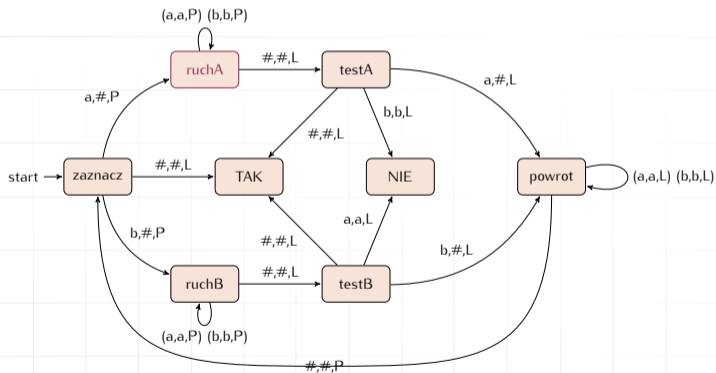 (a,a,P) (b,b,P)
ruchA
#,#,L
testA
a,#,P
a,#,L
b,b,L
#,#,L
start
zaznacz
#,#,L
TAK
NIE
powrot
(a,a,L) (b,b,L)
b,#,P
a,a,L
#,#,L
b,#,L
ruchB
#,#,L
testB
(a,a,P) (b,b,P)
#,#,P